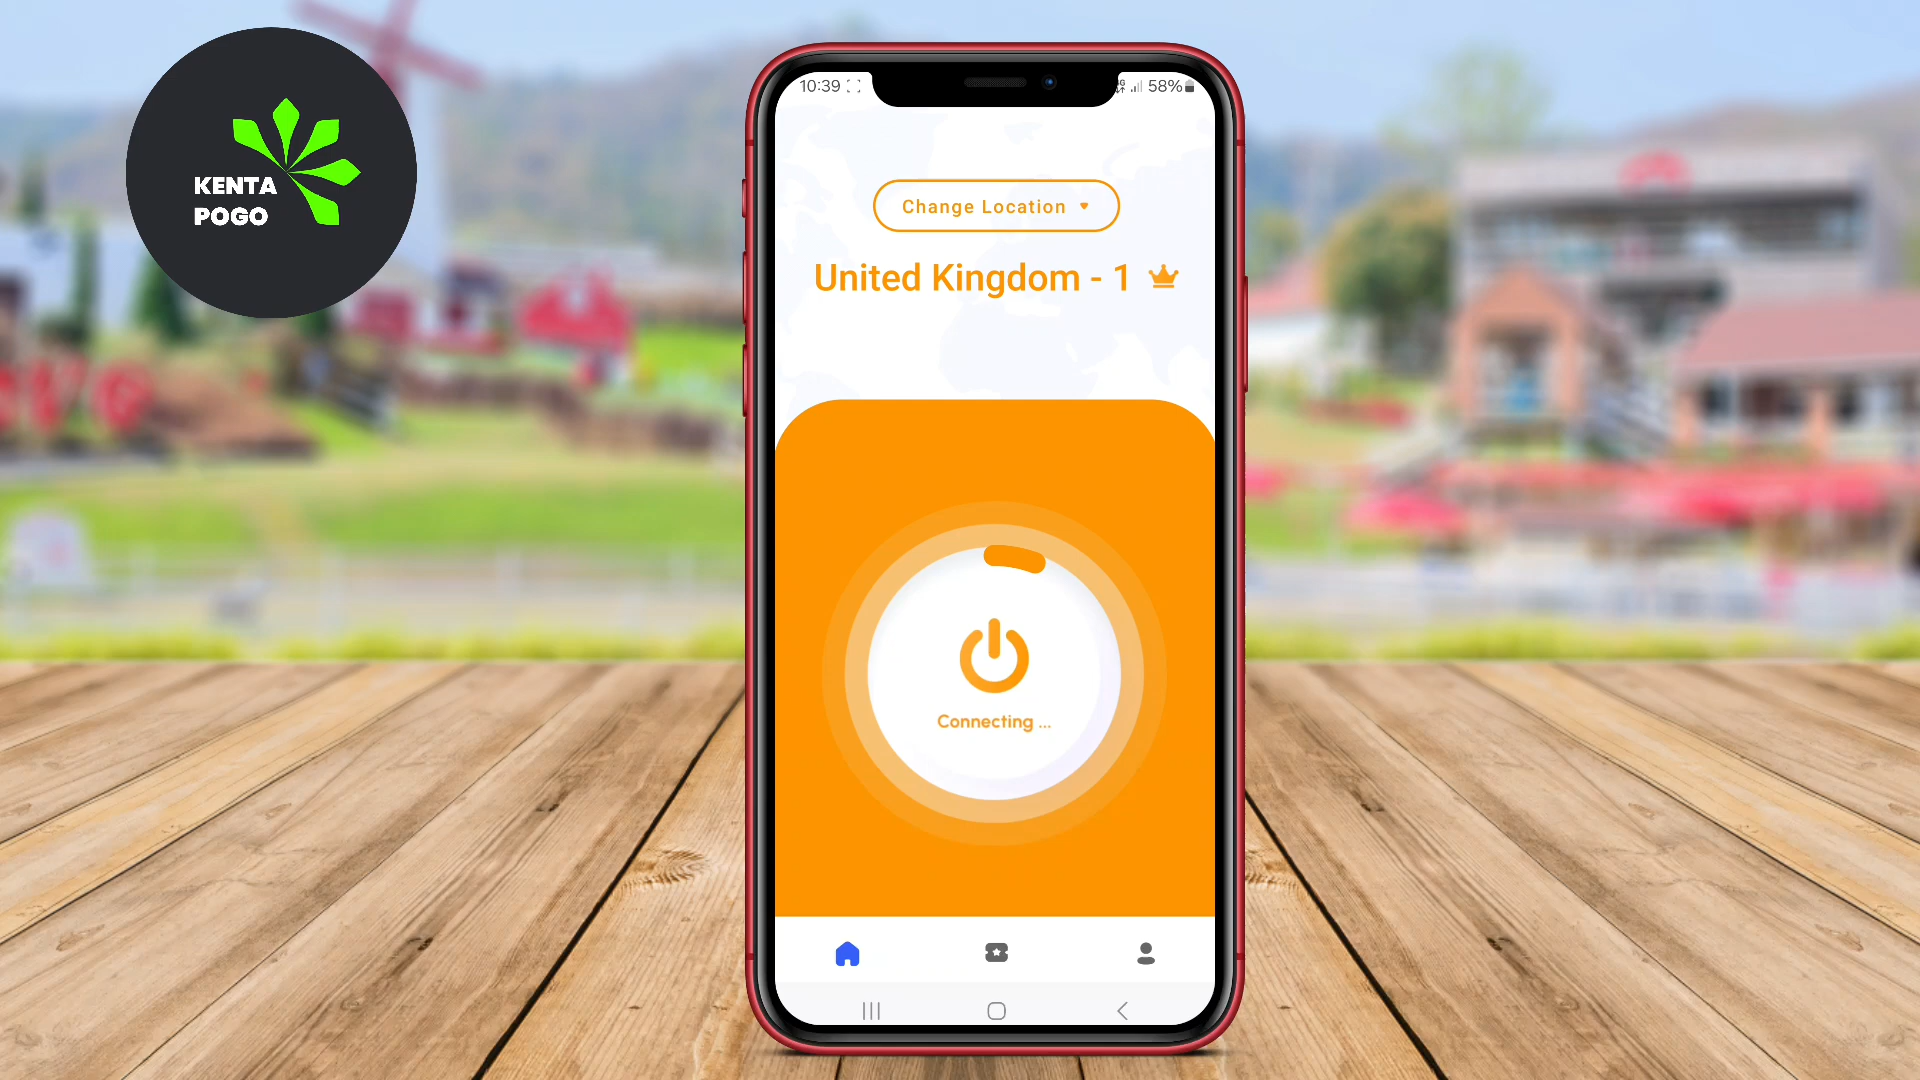 KENTA
POGO
10:39
58%
Change Location
United Kingdom - 1
Connecting ...